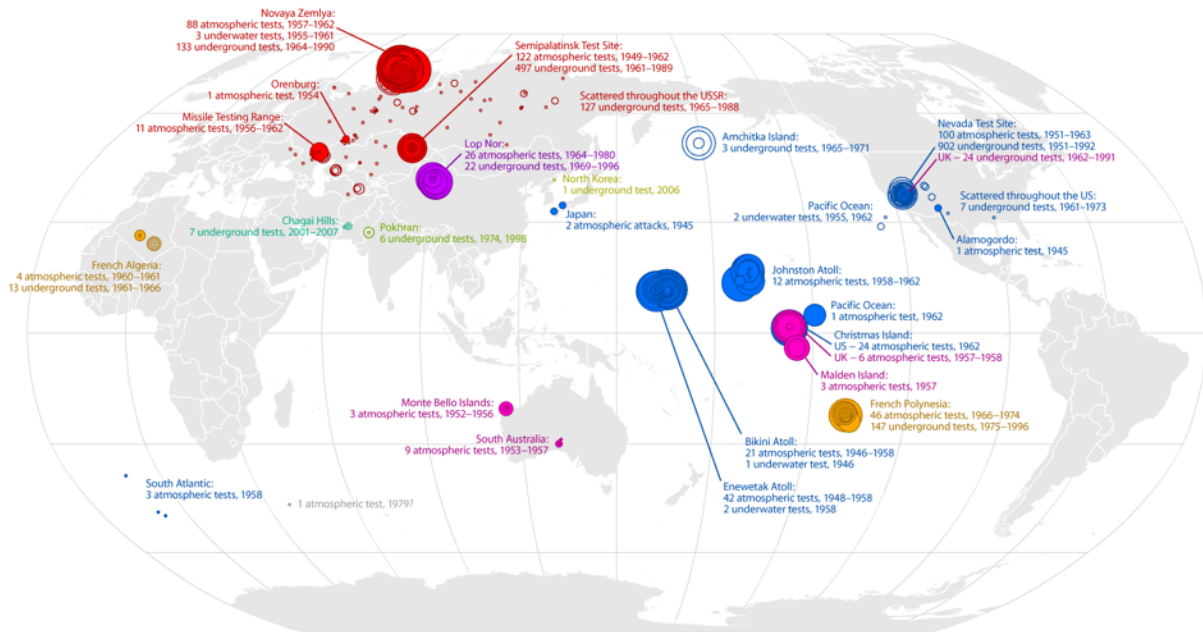 Novaya Zemlya:
88 atmospheric tests, 1957–1962
3 underwater tests, 1955–1961
133 underground tests, 1964–1990
Semipalatinsk Test Site:
122 atmospheric tests, 1949–1962
497 underground tests, 1961–1989
Orenburg:
1 atmospheric test, 1954
Scattered throughout the USSR:
127 underground tests, 1965–1988
Missile Testing Range:
11 atmospheric tests, 1956–1962
Lop Nor:
26 atmospheric tests, 1964–1980
22 underground tests, 1969–1996
Amchitka Island:
3 underground tests, 1965–1971
Nevada Test Site:
100 atmospheric tests, 1951–1963
902 underground tests, 1951–1992
UK – 24 underground tests, 1962–1991
North Korea:
1 underground test, 2006
Scattered throughout the US:
7 underground tests, 1961–1973
Pacific Ocean:
2 underwater tests, 1955, 1962
Japan:
2 atmospheric attacks, 1945
Chagai Hills:
7 underground tests, 2001–2007
Pokhran:
6 underground tests, 1974, 1998
Alamogordo:
1 atmospheric test, 1945
French Algeria:
4 atmospheric tests, 1960–1961
13 underground tests, 1961–1966
Johnston Atoll:
12 atmospheric tests, 1958–1962
Pacific Ocean:
1 atmospheric test, 1962
Christmas Island:
US – 24 atmospheric tests, 1962
UK – 6 atmospheric tests, 1957–1958
Malden Island:
3 atmospheric tests, 1957
Monte Bello Islands:
3 atmospheric tests, 1952–1956
French Polynesia:
46 atmospheric tests, 1966–1974
147 underground tests, 1975–1996
South Australia:
9 atmospheric tests, 1953–1957
Bikini Atoll:
21 atmospheric tests, 1946–1958
1 underwater test, 1946
Enewetak Atoll:
42 atmospheric tests, 1948–1958
2 underwater tests, 1958
South Atlantic:
3 atmospheric tests, 1958
1 atmospheric test, 1979?